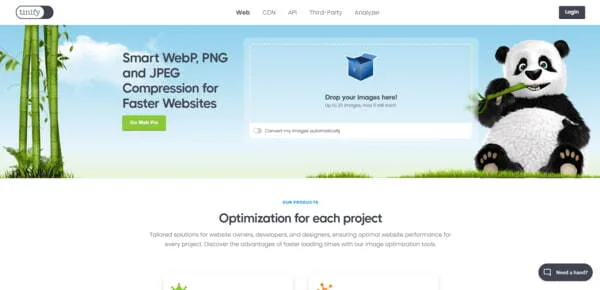 tinify
Web CDN API Third-Party Analyzer
Login
Smart WebP, PNG
and JPEG
Compression for
Faster Websites
Go Web Pro
Drop your images here!
Up to 20 images, max 5 MB each
Convert my images automatically
OUR PRODUCTS
Optimization for each project
Tailored solutions for website owners, developers, and designers, ensuring optimal website performance for
every project. Discover the advantages of faster loading times with our image optimization tools.
Need a hand?